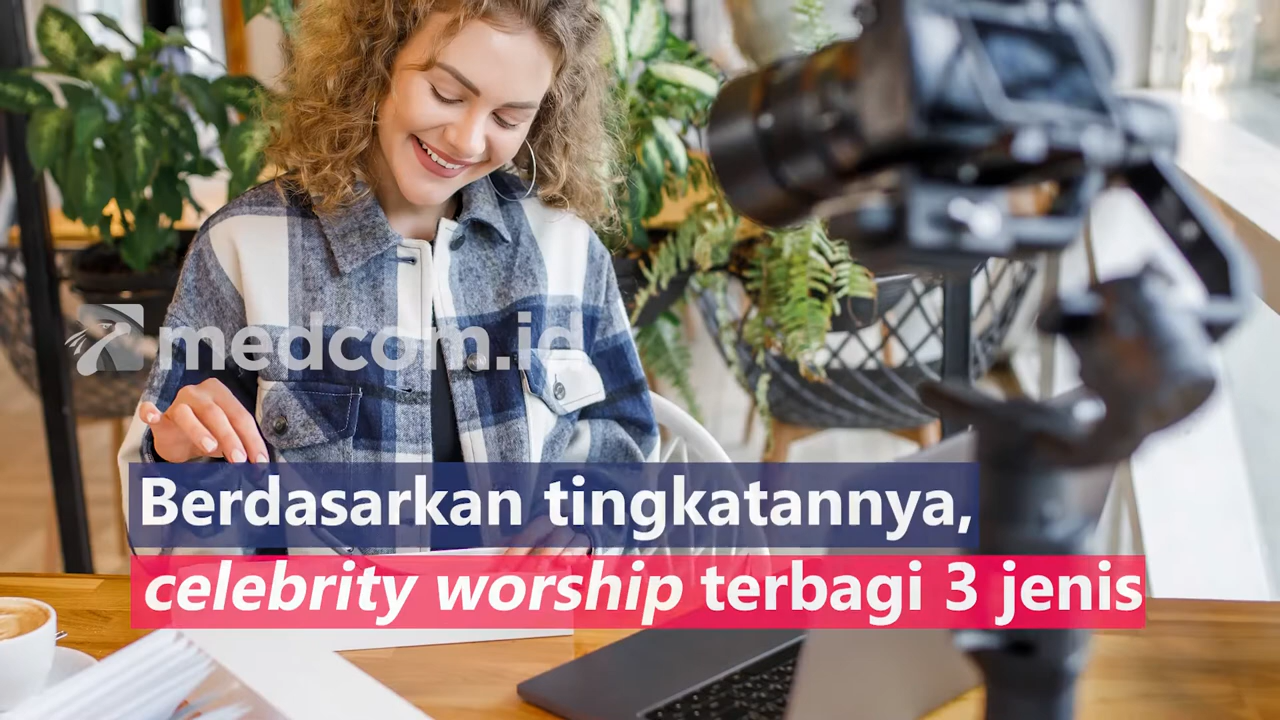 medcom.id
Berdasarkan tingkatannya,
celebrity worship terbagi 3 jenis